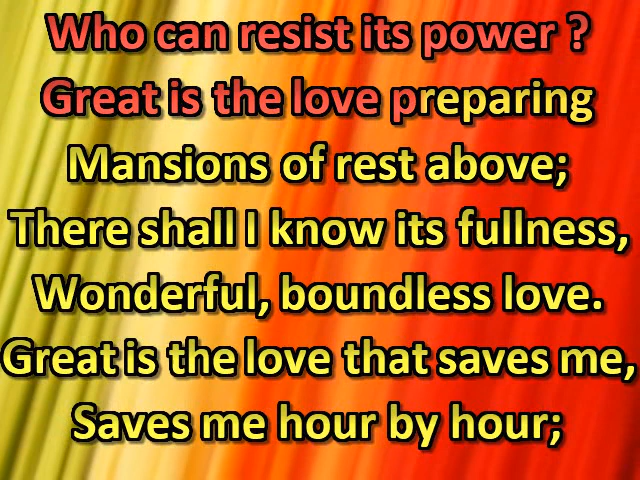 Who can resist its power ?
Great is the love preparing
Mansions of rest above;
There shall I know its fullness,
Wonderful, boundless love.
Great is the love that saves me,
Saves me hour by hour;